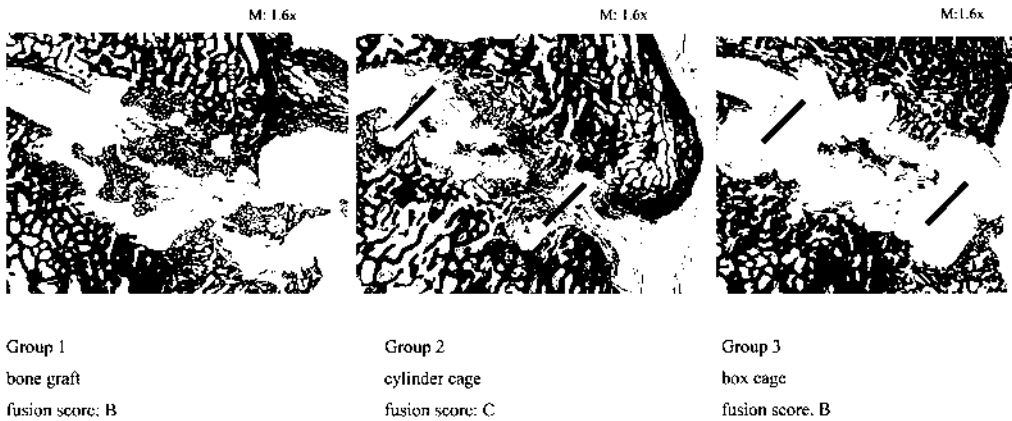 M: 1.6x
M: 1.6x
M:1.6x
Group 1
bone graft
fusion score: B
Group 2
cylinder cage
fusion score: C
Group 3
box cage
fusion score. B